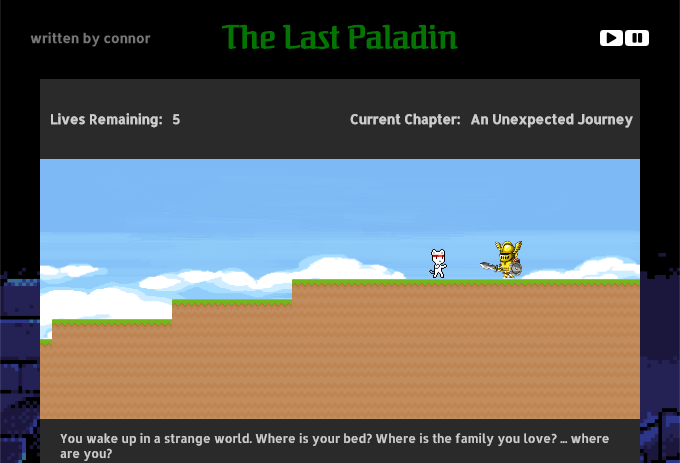 written by connor
The Last Paladin
Lives Remaining: 5
Current Chapter: An Unexpected Journey
You wake up in a strange world. Where is your bed? Where is the family you love? ... where
are you?